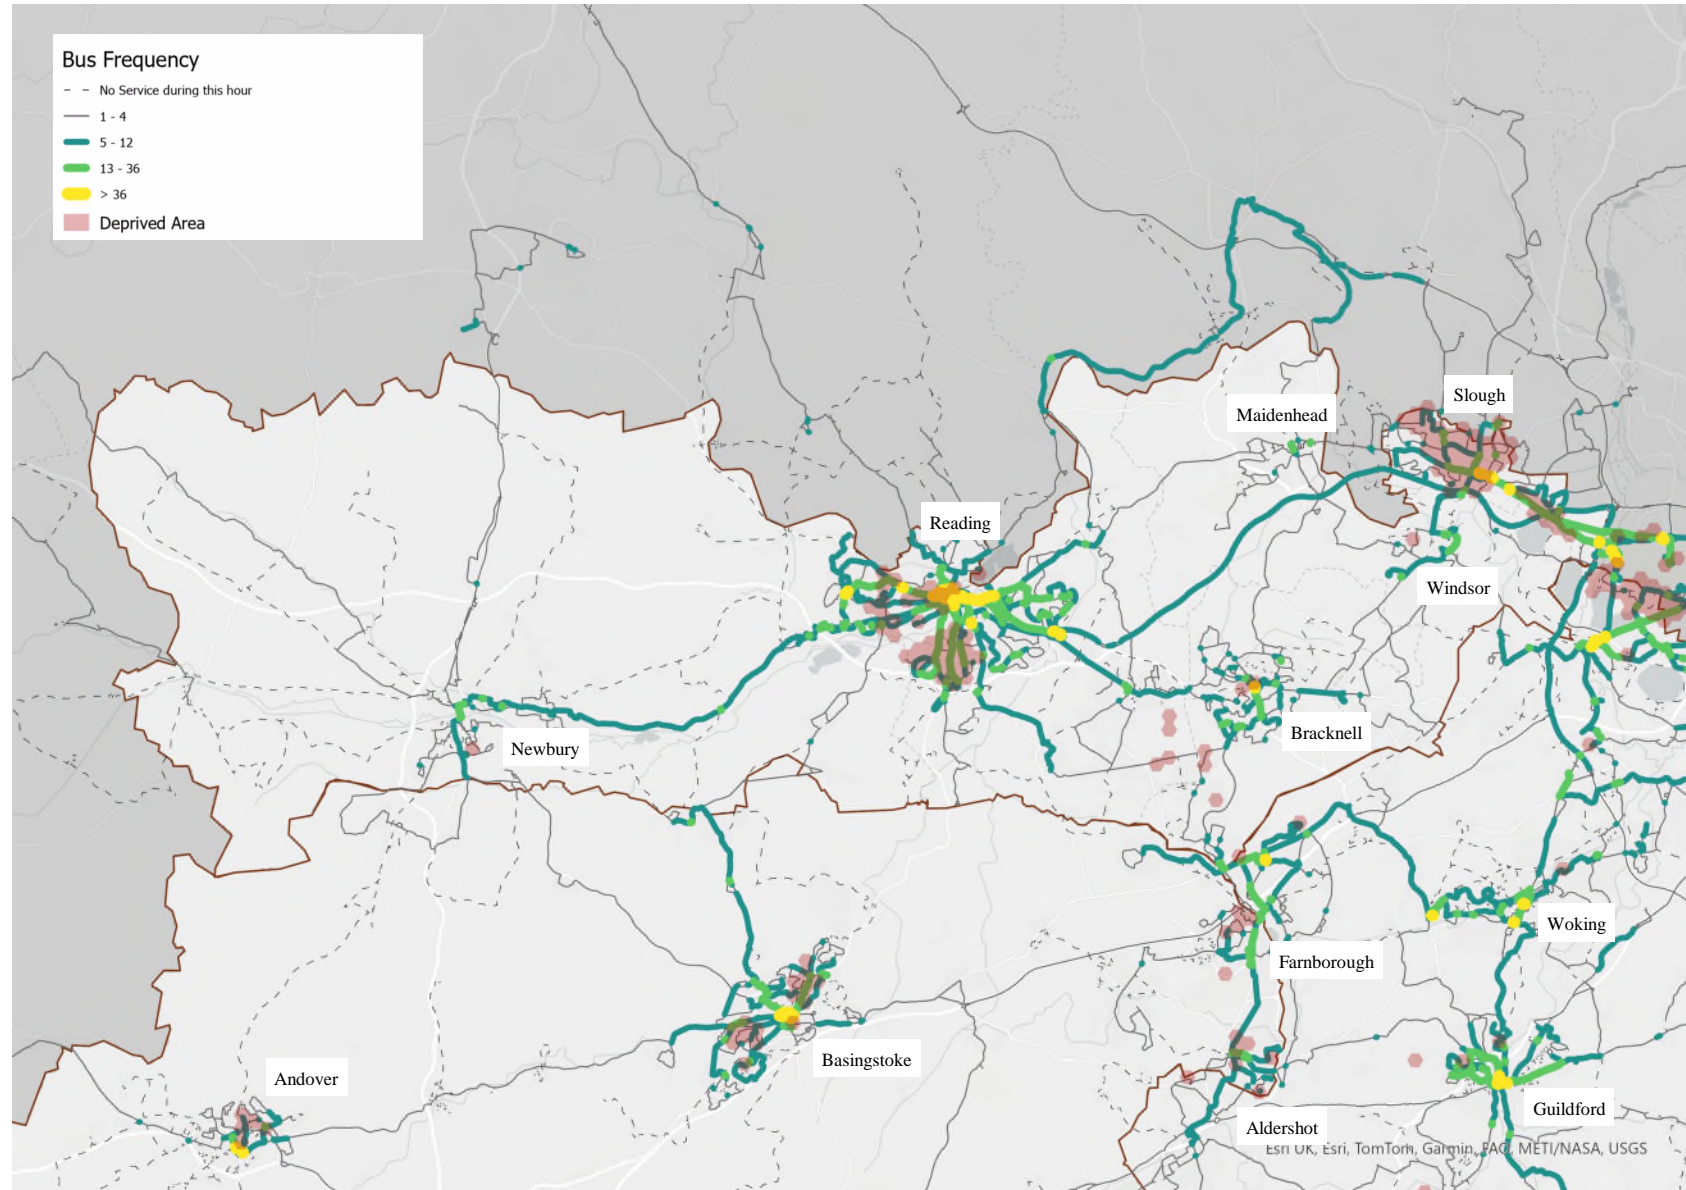 Bus Frequency
No Service during this hour
1 - 4
5 - 12
13 - 36
> 36
Deprived Area
Slough
Maidenhead
Reading
Windsor
Newbury
Bracknell
Woking
Farnborough
Basingstoke
Andover
Guildford
Aldershot
Esri UK, Esri, TomTom, Garmin, FAO, METI/NASA, USGS